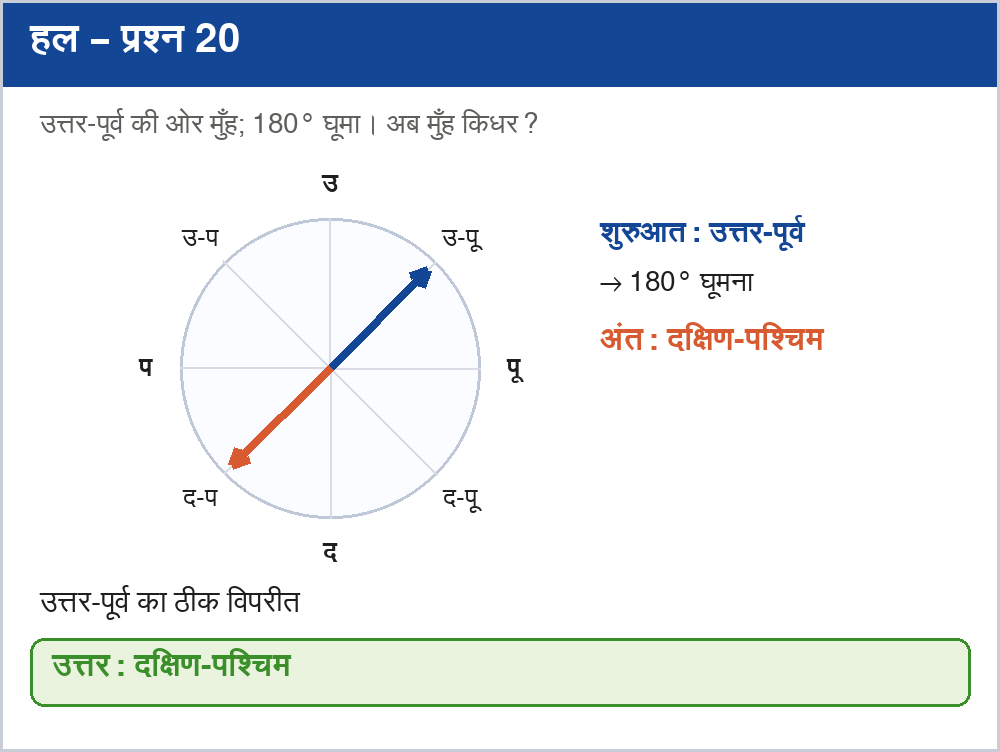 हल – प्रश्न 20
उत्तर-पूर्व की ओर मुँह; 180° घूमा । अब मुँह किधर ?
उ
उ-प
उ-पू
प
पू
द-प
द-पू
द
शुरुआत : उत्तर-पूर्व
→ 180° घूमना
अंत : दक्षिण-पश्चिम
उत्तर-पूर्व का ठीक विपरीत
उत्तर : दक्षिण-पश्चिम